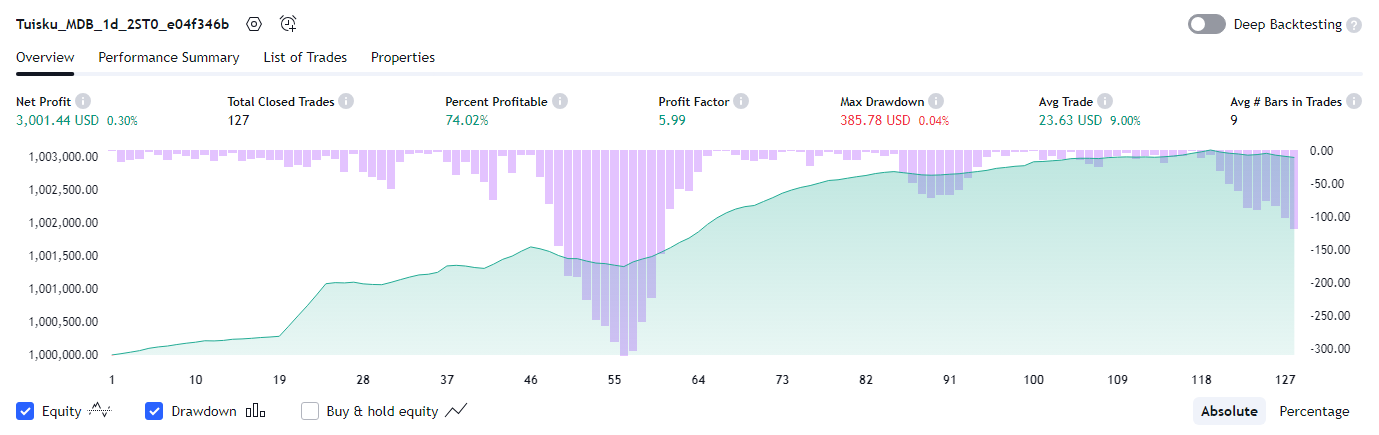 Tuisku_MDB_1d_2ST0_e04f346b Deep Backtesting ?
Overview Performance Summary List of Trades Properties
Net Profit i Total Closed Trades i Percent Profitable i Profit Factor i Max Drawdown i Avg Trade i Avg # Bars in Trades i
3,001.44 USD 0.30% 127 74.02% 5.99 385.78 USD 0.04% 23.63 USD 9.00% 9
1,003,000.00 0.00
1,002,500.00 -50.00
1,002,000.00 -100.00
1,001,500.00 -150.00
1,001,000.00 -200.00
1,000,500.00 -250.00
1,000,000.00 -300.00
1 10 19 28 37 46 55 64 73 82 91 100 109 118 127
Equity Drawdown Buy & hold equity Absolute Percentage